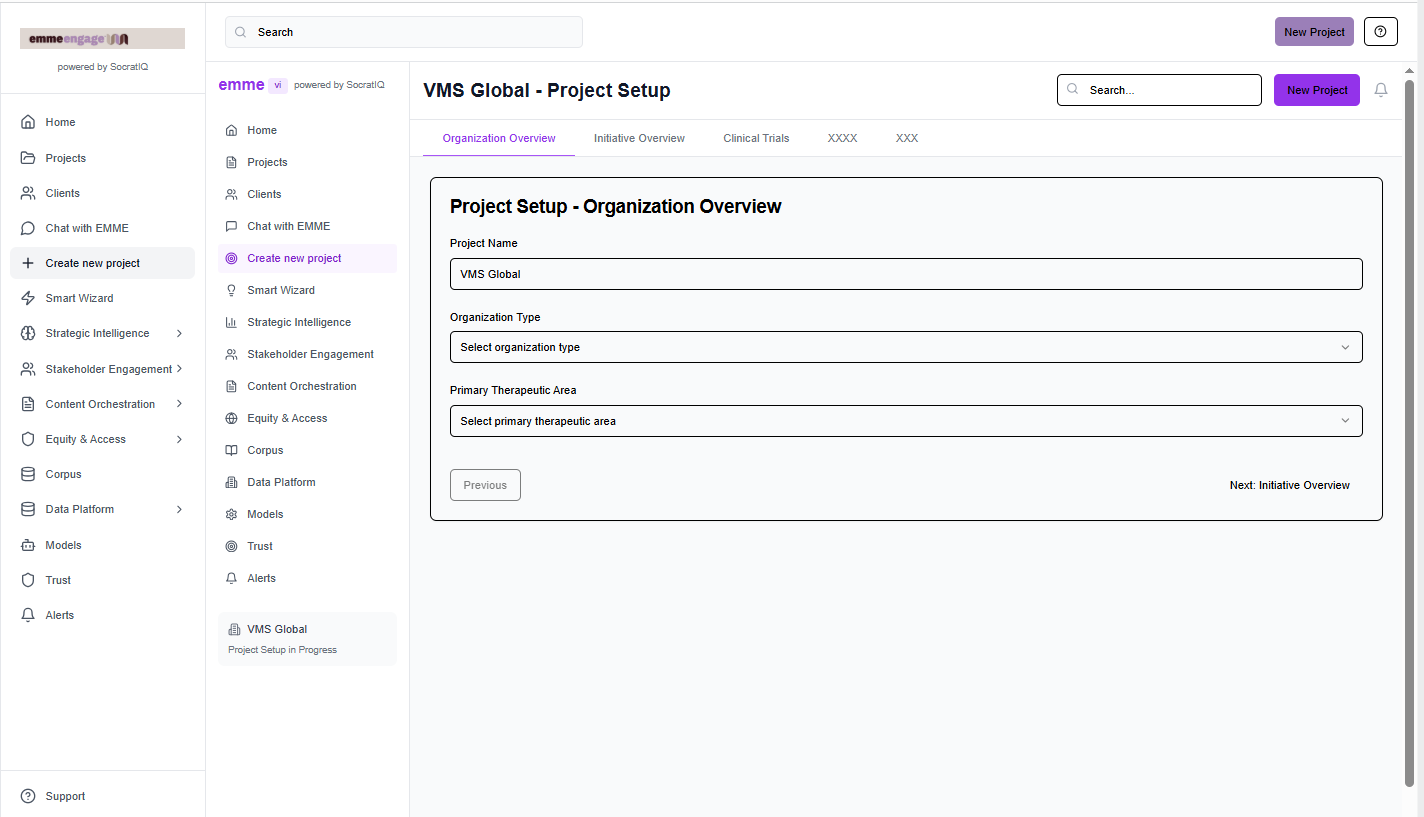 emmeengage
powered by SocratIQ
Home
Projects
Clients
Chat with EMME
Create new project
Smart Wizard
Strategic Intelligence
Stakeholder Engagement
Content Orchestration
Equity & Access
Corpus
Data Platform
Models
Trust
Alerts
Support
Search
New Project
emme vi powered by SocratIQ
Home
Projects
Clients
Chat with EMME
Create new project
Smart Wizard
Strategic Intelligence
Stakeholder Engagement
Content Orchestration
Equity & Access
Corpus
Data Platform
Models
Trust
Alerts
VMS Global
Project Setup in Progress
VMS Global - Project Setup
Search...
New Project
Organization Overview Initiative Overview Clinical Trials XXXX XXX
Project Setup - Organization Overview
Project Name
VMS Global
Organization Type
Select organization type
Primary Therapeutic Area
Select primary therapeutic area
Previous
Next: Initiative Overview